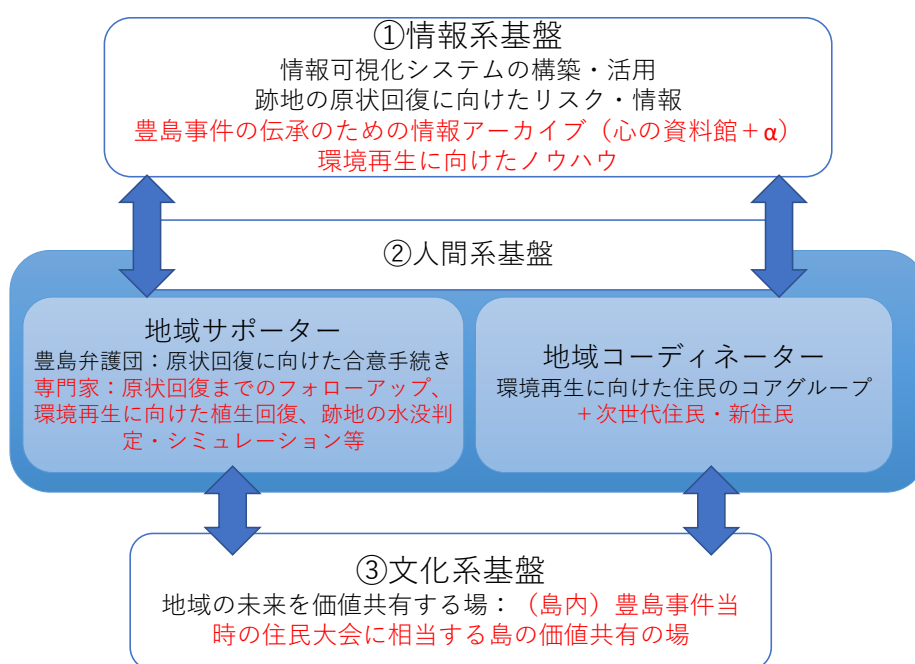 ①情報系基盤
情報可視化システムの構築・活用
跡地の原状回復に向けたリスク・情報
豊島事件の伝承のための情報アーカイブ（心の資料館＋α）
環境再生に向けたノウハウ
②人間系基盤
地域サポーター
豊島弁護団：原状回復に向けた合意手続き
専門家：原状回復までのフォローアップ、
環境再生に向けた植生回復、跡地の水没判
定・シミュレーション等
地域コーディネーター
環境再生に向けた住民のコアグループ
＋次世代住民・新住民
③文化系基盤
地域の未来を価値共有する場：（島内）豊島事件当
時の住民大会に相当する島の価値共有の場